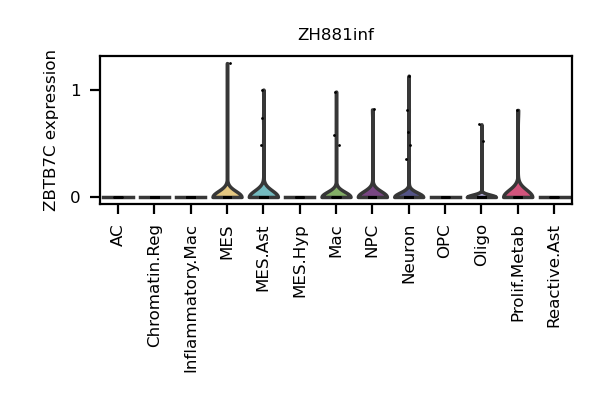 ZH881inf
ZBTB7C expression
1
0
AC
Chromatin.Reg
Inflammatory.Mac
MES
MES.Ast
MES.Hyp
Mac
NPC
Neuron
OPC
Oligo
Prolif.Metab
Reactive.Ast